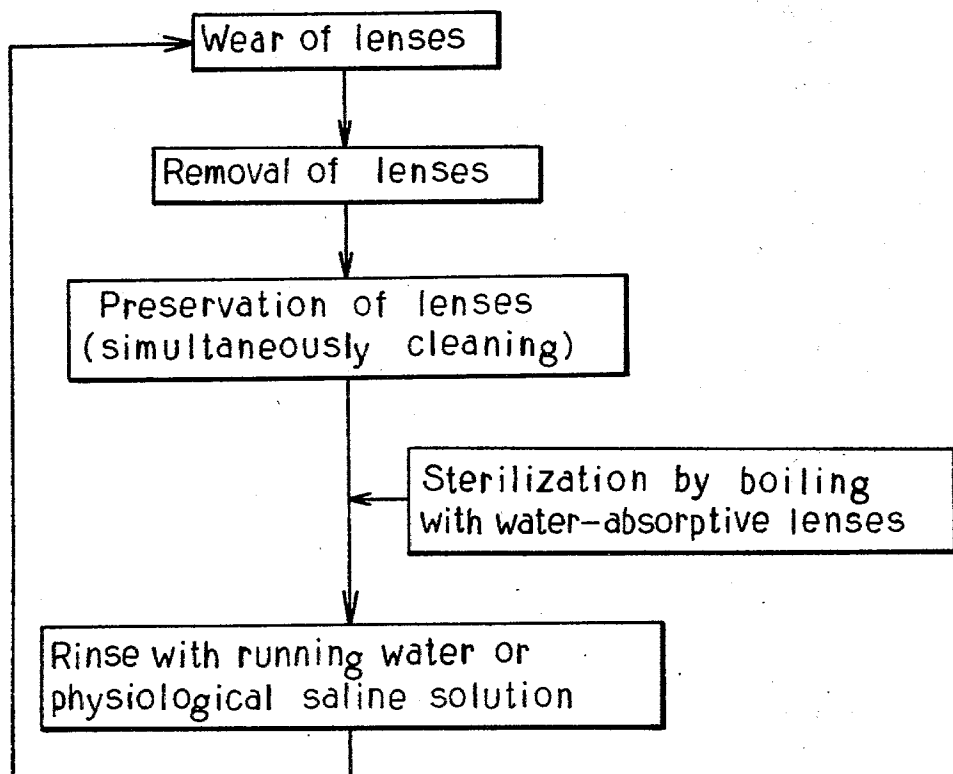 Wear of lenses
Removal of lenses
Preservation of lenses
(simultaneously cleaning)
Sterilization by boiling
with water-absorptive lenses
Rinse with running water or
physiological saline solution